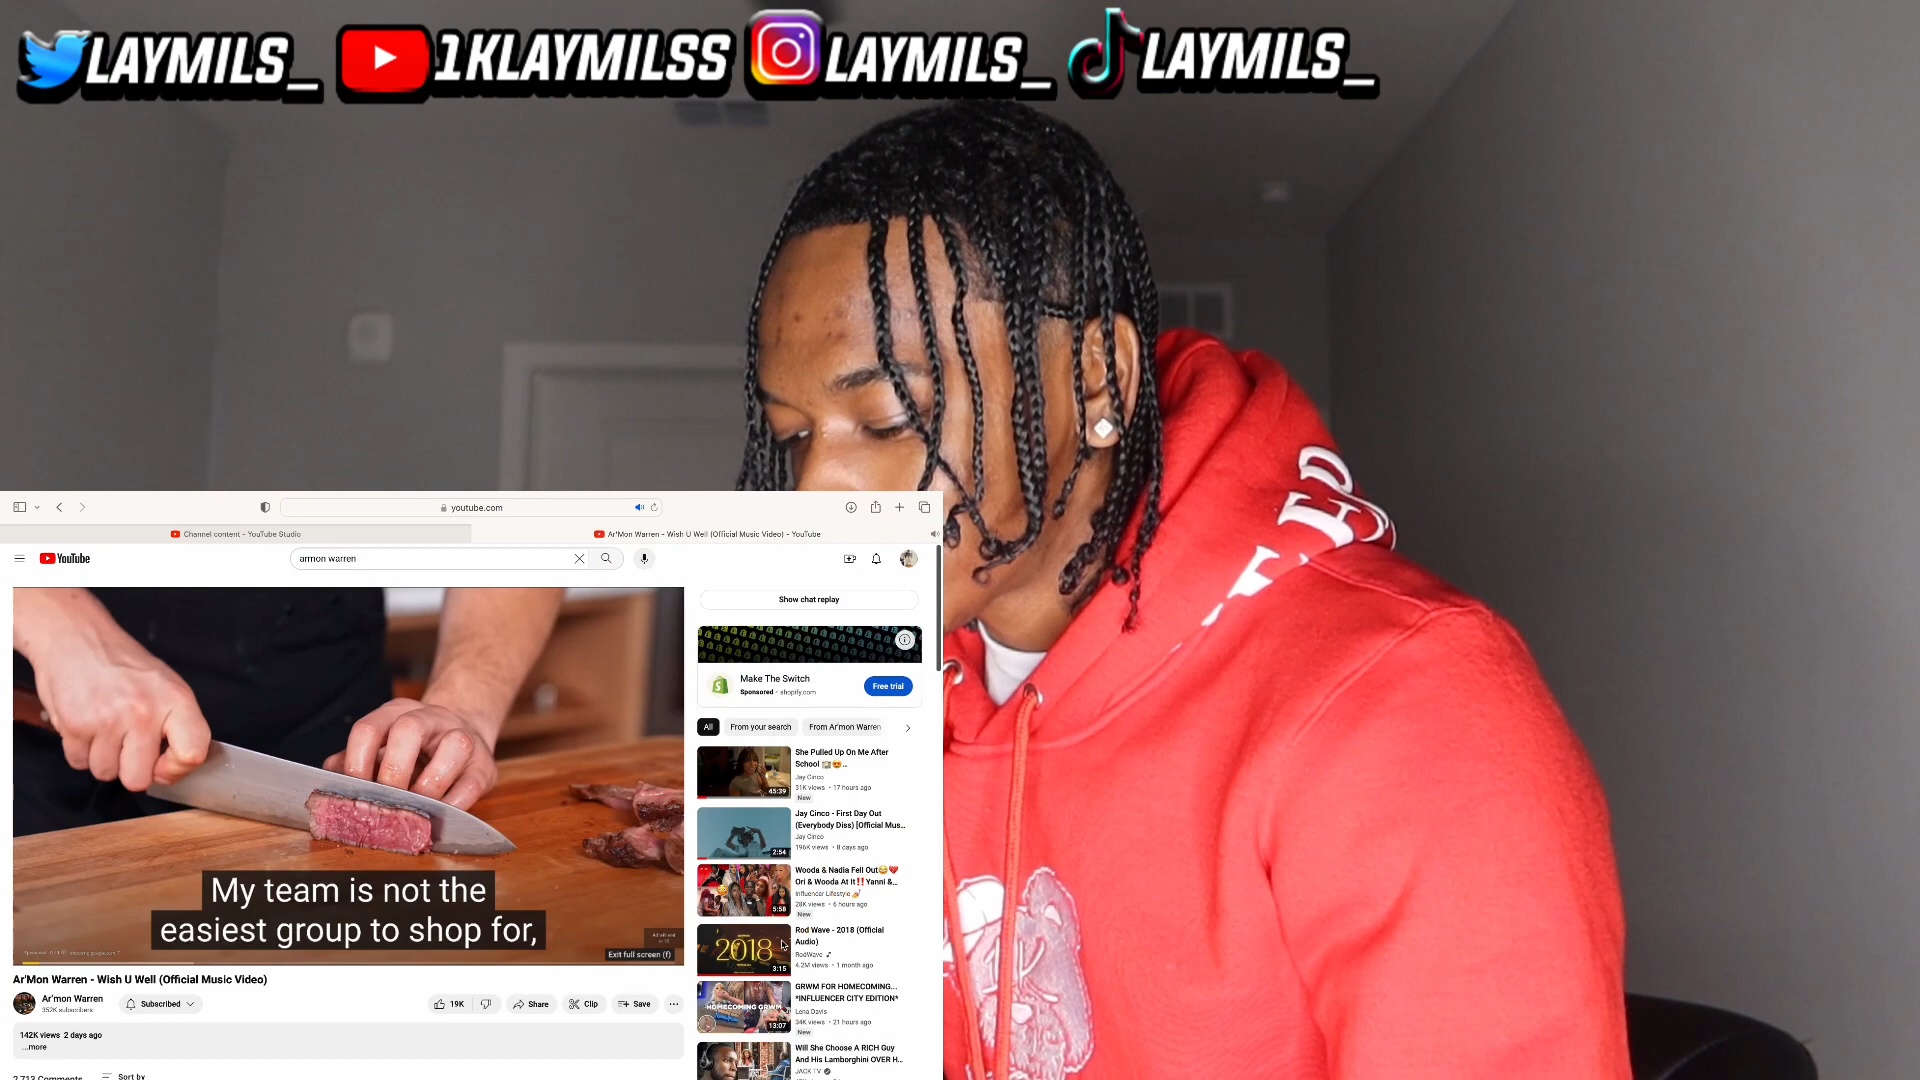 LAYMILS_ 1KLAYMILSS LAYMILS_ LAYMILS_
youtube.com
Channel content - YouTube Studio
Ar'Mon Warren - Wish U Well (Official Music Video) - YouTube
YouTube
armon warren
Show chat replay
Make The Switch
Sponsored · shopify.com
Free trial
All
From your search
From Ar'mon Warren
She Pulled Up On Me After
School
Jay Cinco
31K views · 17 hours ago
New
45:39
Jay Cinco - First Day Out
(Everybody Diss) [Official Mus...
Jay Cinco
196K views · 8 days ago
2:54
Wooda & Nadia Fell Out😂💔
Ori & Wooda At It‼️Yanni &...
Influencer Lifestyle
28K views · 6 hours ago
New
5:58
Rod Wave - 2018 (Official
Audio)
RodWave
4.2M views · 1 month ago
2018
3:15
GRWM FOR HOMECOMING...
*INFLUENCER CITY EDITION*
Lena Davis
34K views · 21 hours ago
New
HOMECOMING GRWM
13:07
Will She Choose A RICH Guy
And His Lamborghini OVER H...
JACK TV
My team is not the
easiest group to shop for,
Exit full screen (f)
Ar'Mon Warren - Wish U Well (Official Music Video)
Ar'mon Warren
352K subscribers
Subscribed
19K
Share
Clip
Save
142K views 2 days ago
...more
2,713 Comments
Sort by